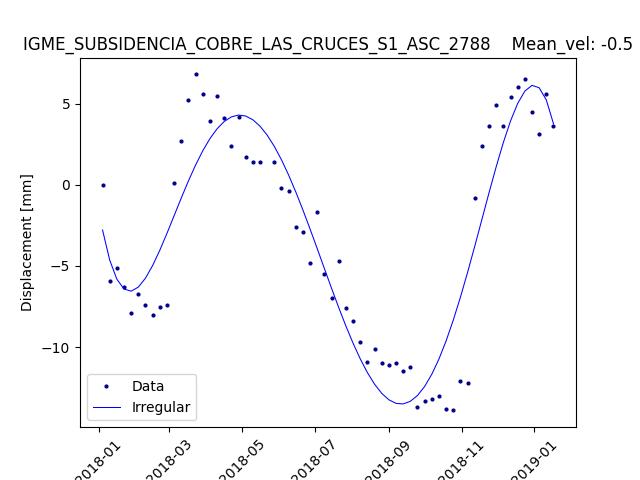 IGME_SUBSIDENCIA_COBRE_LAS_CRUCES_S1_ASC_2788    Mean_vel: -0.5
Displacement [mm]
5
0
−5
−10
Data
Irregular
2018-01
2018-03
2018-05
2018-07
2018-09
2018-11
2019-01